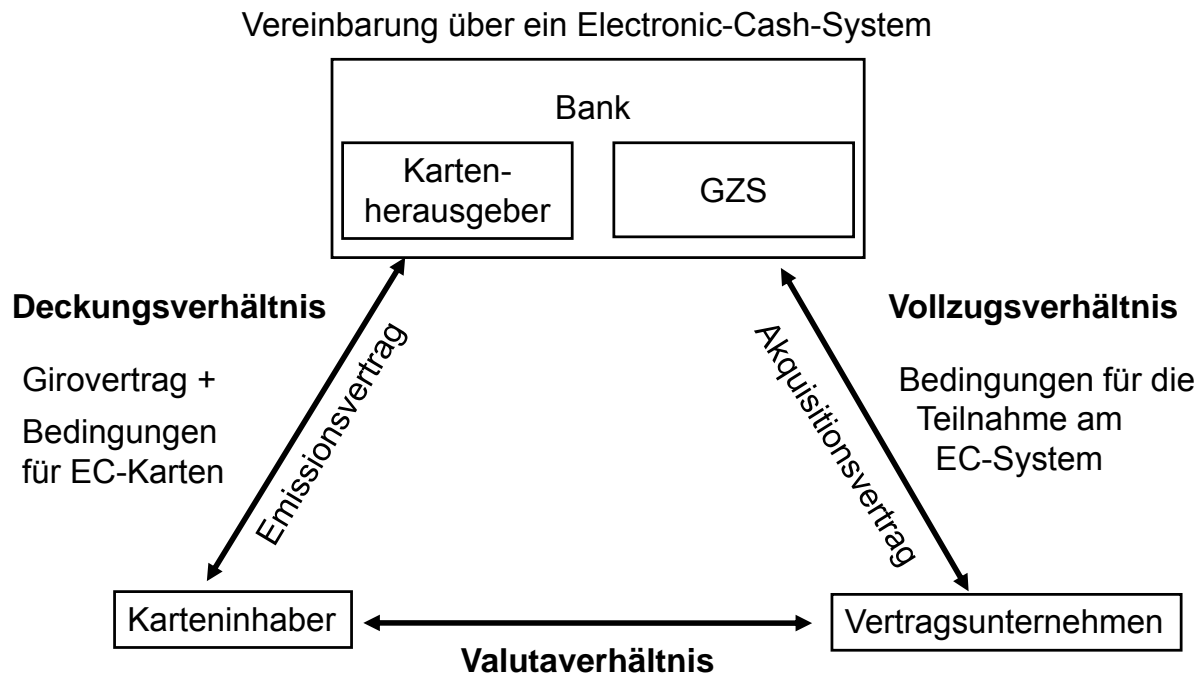 Vereinbarung über ein Electronic-Cash-System
Bank
Karten-
herausgeber
GZS
Deckungsverhältnis
Girovertrag +
Bedingungen
für EC-Karten
Emissionsvertrag
Akquisitionsvertrag
Vollzugsverhältnis
Bedingungen für die
Teilnahme am
EC-System
Karteninhaber
Vertragsunternehmen
Valutaverhältnis